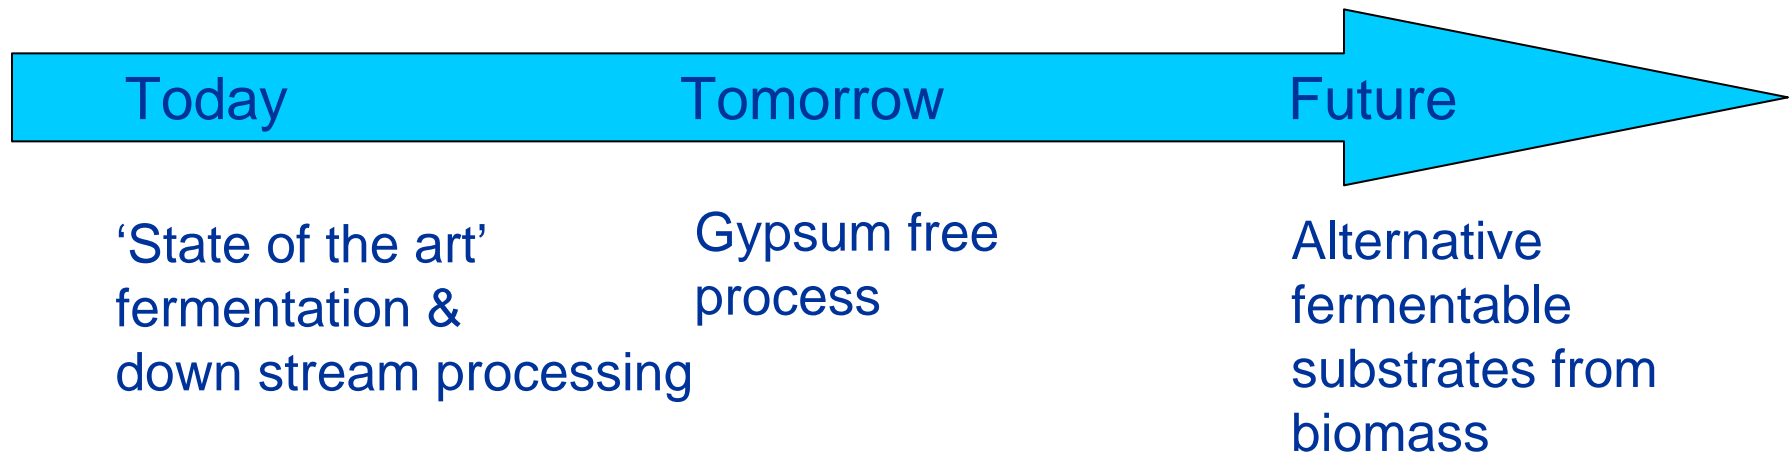 Today
Tomorrow
Future
‘State of the art’
fermentation &
down stream processing
Gypsum free
process
Alternative
fermentable
substrates from
biomass